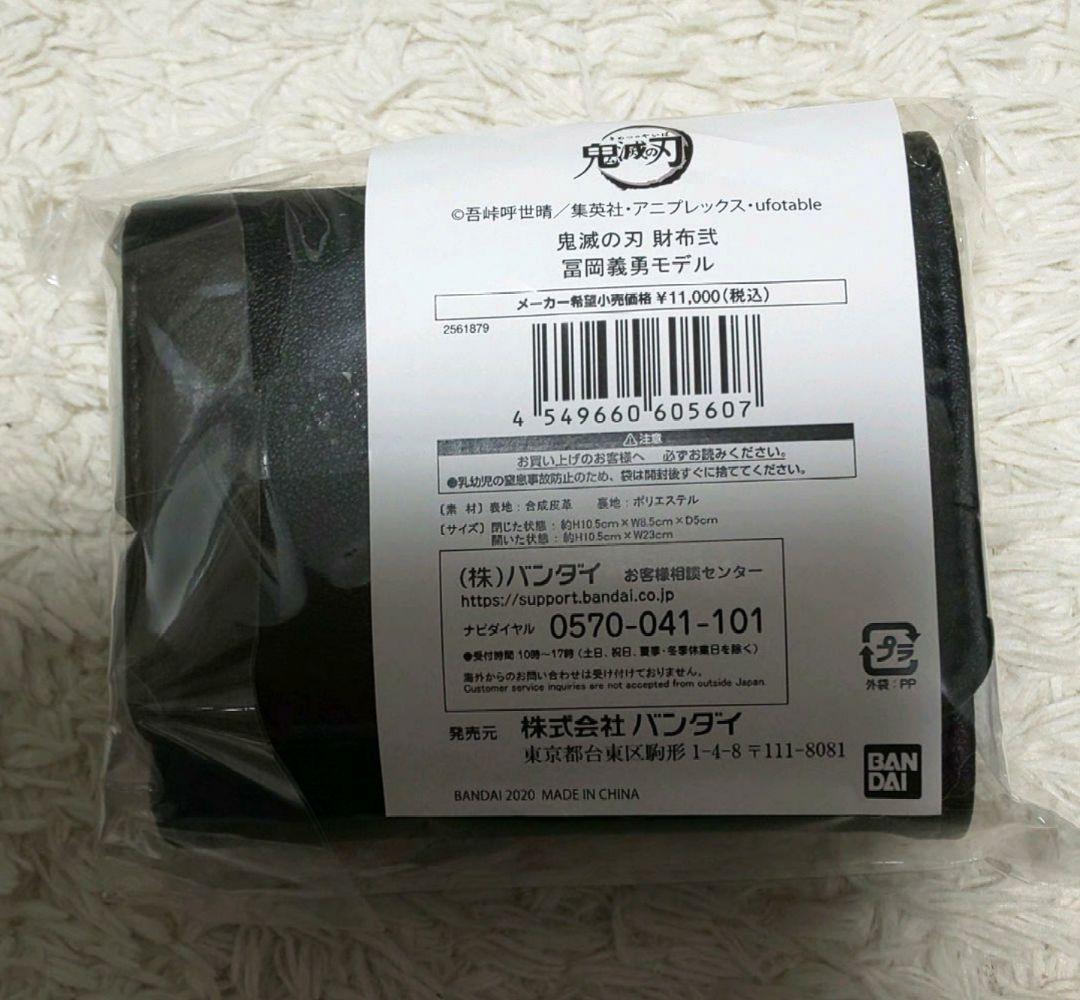 きめつのやいば
鬼滅の刃
©吾峠呼世晴／集英社・アニプレックス・ufotable
鬼滅の刃 財布弐
冨岡義勇モデル
メーカー希望小売価格 ¥11,000(税込)
2561879
4 549660 605607
⚠注意
お買い上げのお客様へ 必ずお読みください。
●乳幼児の窒息事故防止のため、袋は開封後すぐに捨ててください。
〔素 材〕表地：合成皮革 裏地：ポリエステル
〔サイズ〕閉じた状態：約H10.5cm×W8.5cm×D5cm
開いた状態：約H10.5cm×W23cm
(株)バンダイ お客様相談センター
https://support.bandai.co.jp
ナビダイヤル 0570-041-101
●受付時間 10時～17時（土日、祝日、夏季・冬季休業日を除く）
海外からのお問い合わせは受け付けておりません。
Customer service inquiries are not accepted from outside Japan.
プラ
外袋：PP
発売元 株式会社 バンダイ
東京都台東区駒形 1-4-8 〒111-8081
BAN
DAI
BANDAI 2020 MADE IN CHINA